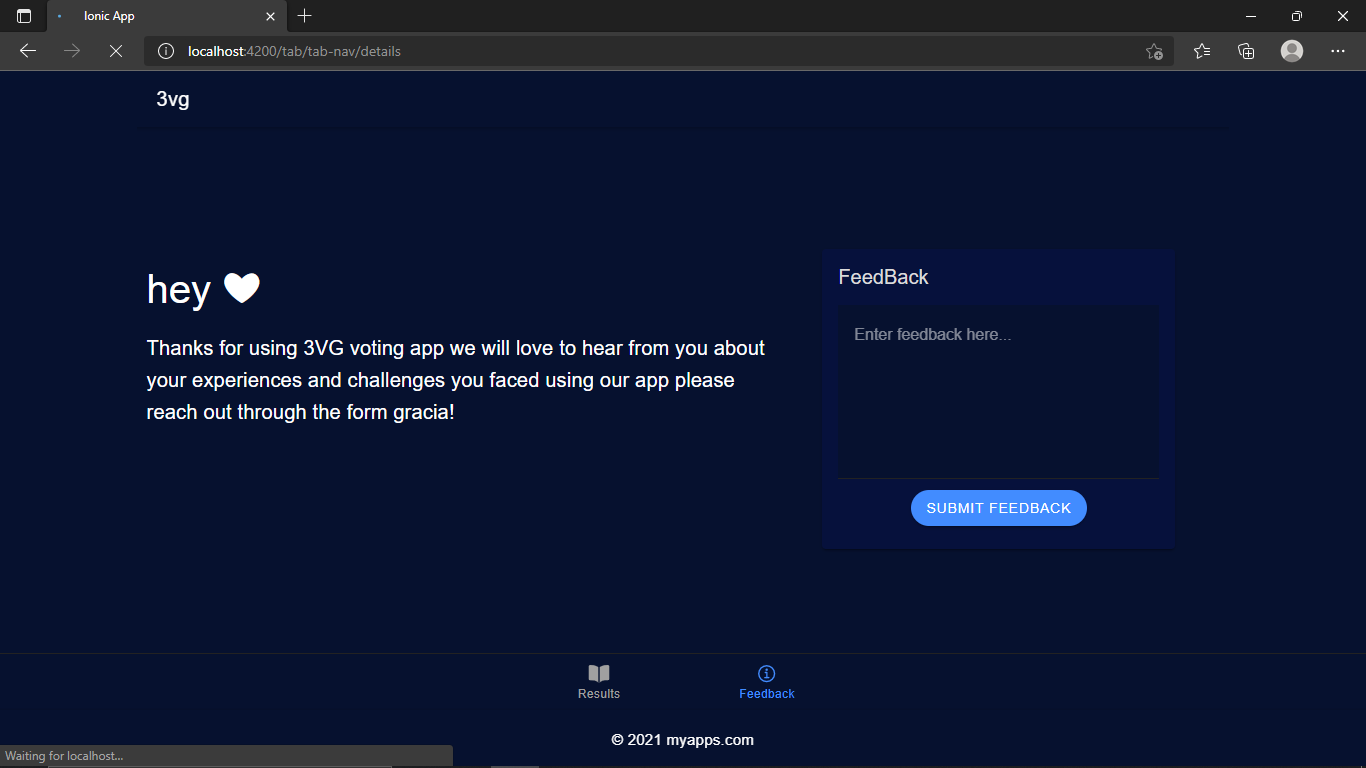 Ionic App
localhost:4200/tab/tab-nav/details
3vg
hey
Thanks for using 3VG voting app we will love to hear from you about
your experiences and challenges you faced using our app please
reach out through the form gracia!
FeedBack
Enter feedback here...
SUBMIT FEEDBACK
Results
Feedback
© 2021 myapps.com
Waiting for localhost...